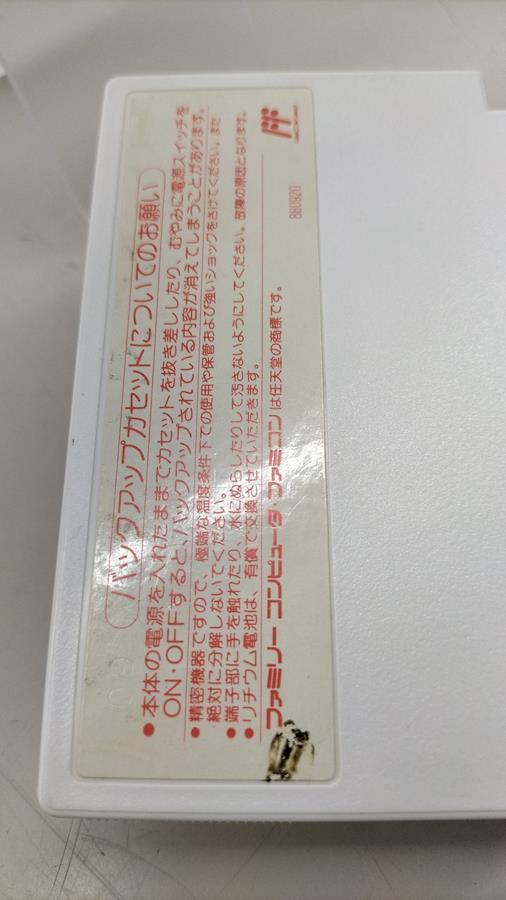 バックアップカセットについてのお願い
●本体の電源を入れたままでカセットを抜き差ししたり、むやみに電源スイッチを
ON・OFFすると、バックアップされている内容が消えてしまうことがあります。
●精密機器ですので、極端な温度条件下での使用や保管および強いショックをさけてください。また
絶対に分解しないでください。
●端子部に手を触れたり、水にぬらしたりして汚さないようにしてください。故障の原因となります。
●リチウム電池は、有償で交換させていただきます。
ファミリー コンピュータ・ファミコンは任天堂の商標です。
880920